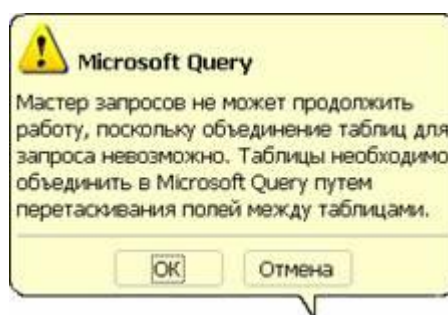 Microsoft Query
Мастер запросов не может продолжить
работу, поскольку объединение таблиц для
запроса невозможно. Таблицы необходимо
объединить в Microsoft Query путем
перетаскивания полей между таблицами.
ОК
Отмена